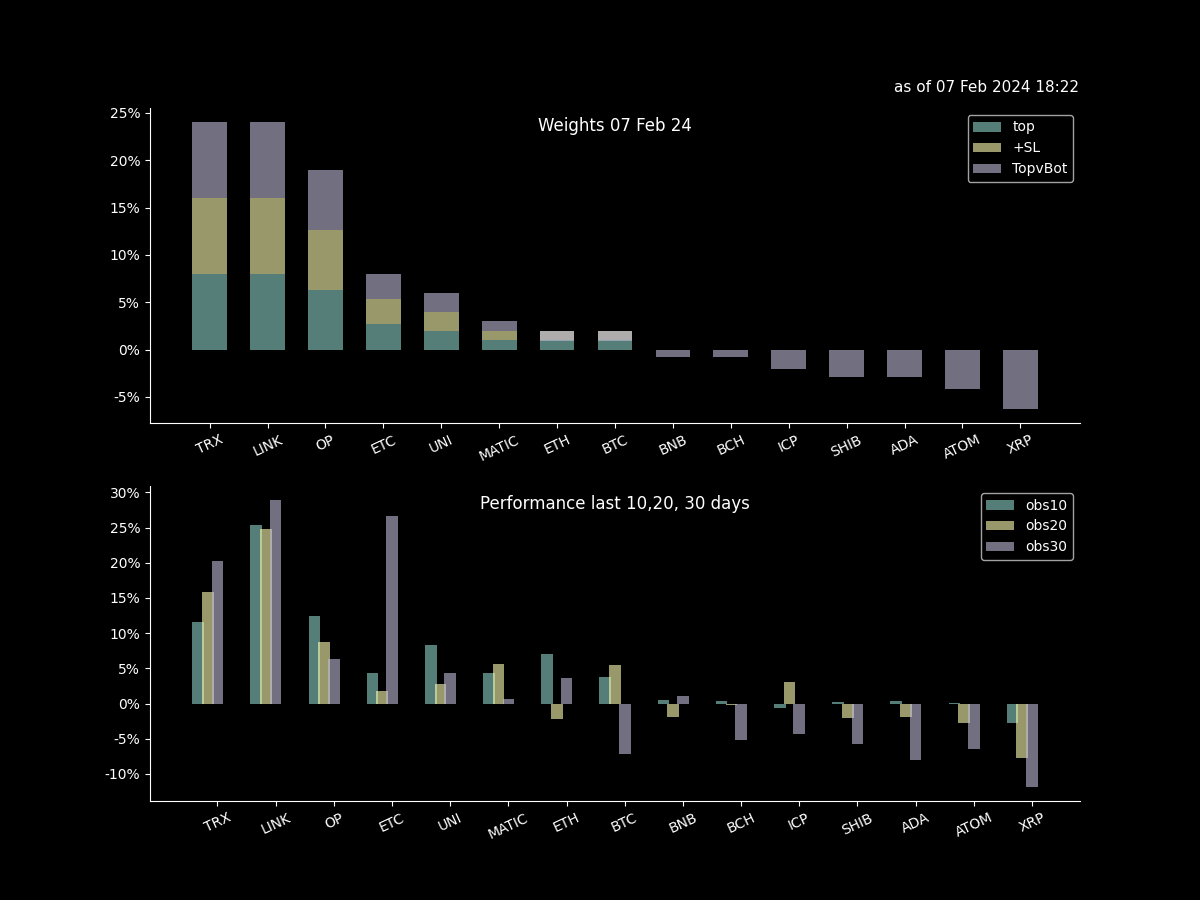 as of 07 Feb 2024 18:22
Weights 07 Feb 24
top
+SL
TopvBot
25%
20%
15%
10%
5%
0%
-5%
TRX LINK OP ETC UNI MATIC ETH BTC BNB BCH ICP SHIB ADA ATOM XRP
Performance last 10,20, 30 days
obs10
obs20
obs30
30%
25%
20%
15%
10%
5%
0%
-5%
-10%
TRX LINK OP ETC UNI MATIC ETH BTC BNB BCH ICP SHIB ADA ATOM XRP